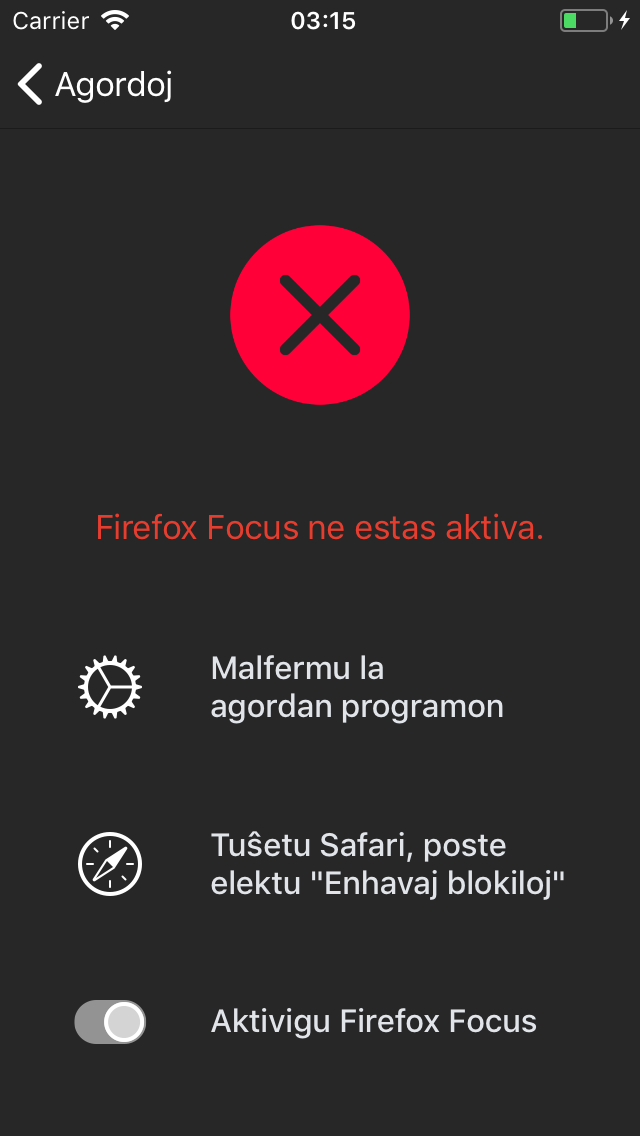 Carrier
03:15
Agordoj
Firefox Focus ne estas aktiva.
Malfermu la
agordan programon
Tuŝetu Safari, poste
elektu "Enhavaj blokiloj"
Aktivigu Firefox Focus